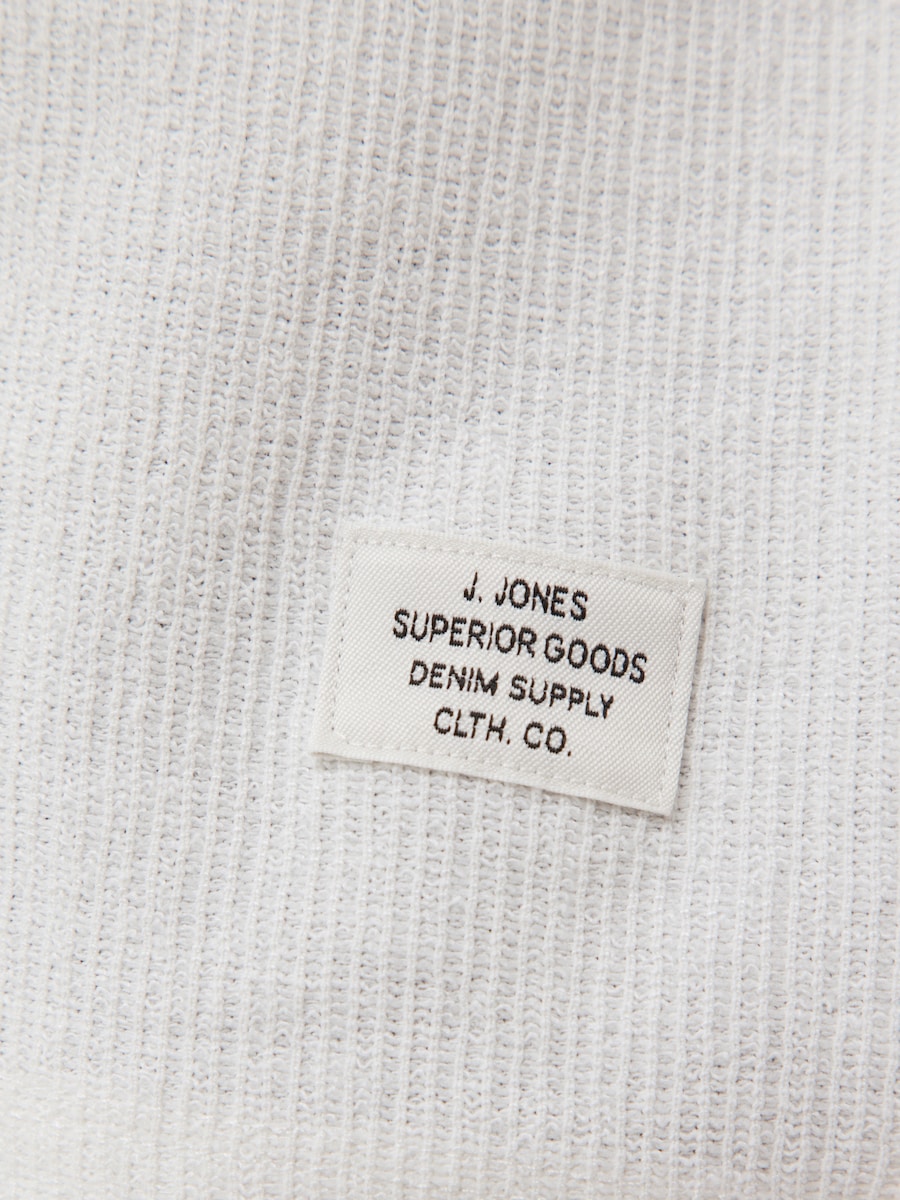 J. JONES
SUPERIOR GOODS
DENIM SUPPLY
CLTH. CO.